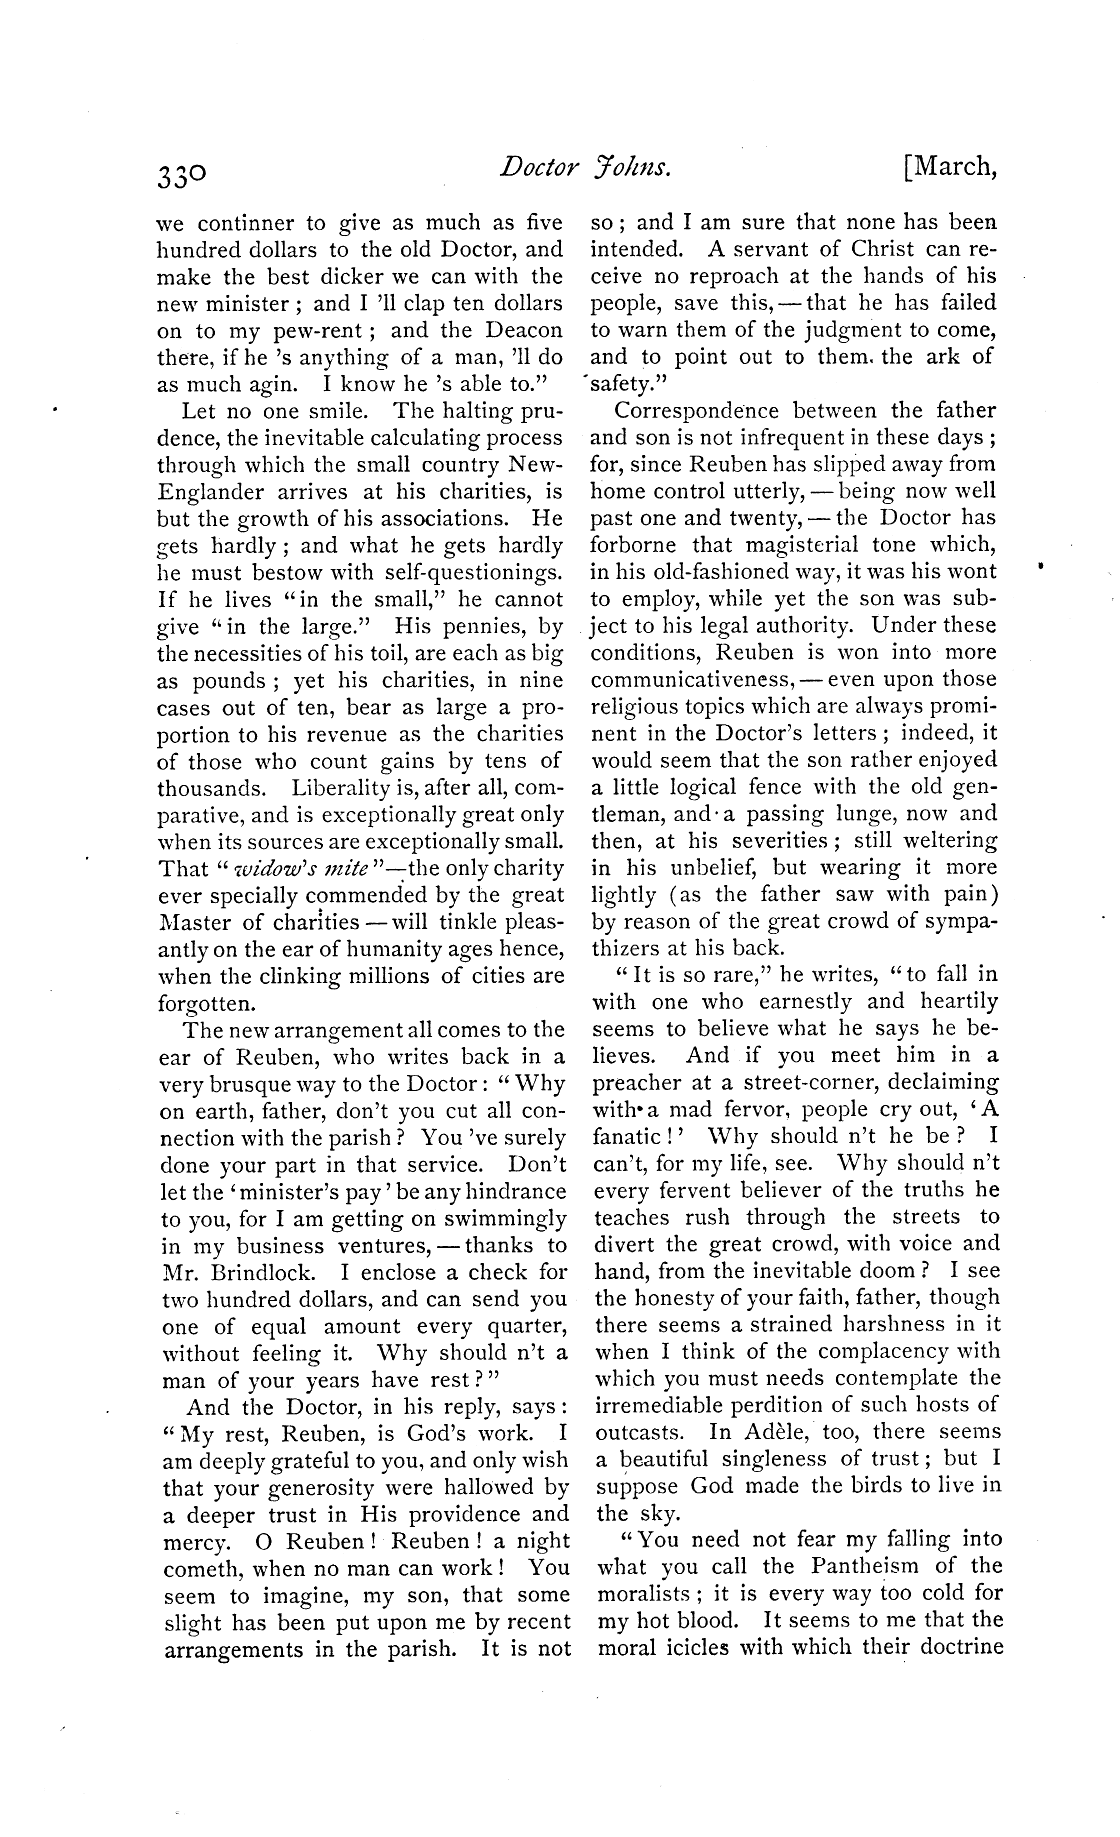 330
Doctor Johns.
[March,
we continner to give as much as five
hundred dollars to the old Doctor, and
make the best dicker we can with the
new minister ; and I 'll clap ten dollars
on to my pew-rent ; and the Deacon
there, if he 's anything of a man, 'll do
as much agin. I know he 's able to.”
Let no one smile. The halting pru-
dence, the inevitable calculating process
through which the small country New-
Englander arrives at his charities, is
but the growth of his associations. He
gets hardly ; and what he gets hardly
he must bestow with self-questionings.
If he lives “in the small,” he cannot
give “in the large.” His pennies, by
the necessities of his toil, are each as big
as pounds ; yet his charities, in nine
cases out of ten, bear as large a pro-
portion to his revenue as the charities
of those who count gains by tens of
thousands. Liberality is, after all, com-
parative, and is exceptionally great only
when its sources are exceptionally small.
That “widow's mite”—the only charity
ever specially commended by the great
Master of charities — will tinkle pleas-
antly on the ear of humanity ages hence,
when the clinking millions of cities are
forgotten.
The new arrangement all comes to the
ear of Reuben, who writes back in a
very brusque way to the Doctor : “Why
on earth, father, don't you cut all con-
nection with the parish ? You 've surely
done your part in that service. Don't
let the ‘minister's pay’ be any hindrance
to you, for I am getting on swimmingly
in my business ventures, — thanks to
Mr. Brindlock. I enclose a check for
two hundred dollars, and can send you
one of equal amount every quarter,
without feeling it. Why should n't a
man of your years have rest ?”
And the Doctor, in his reply, says :
“My rest, Reuben, is God's work. I
am deeply grateful to you, and only wish
that your generosity were hallowed by
a deeper trust in His providence and
mercy. O Reuben ! Reuben ! a night
cometh, when no man can work ! You
seem to imagine, my son, that some
slight has been put upon me by recent
arrangements in the parish. It is not
so ; and I am sure that none has been
intended. A servant of Christ can re-
ceive no reproach at the hands of his
people, save this, — that he has failed
to warn them of the judgment to come,
and to point out to them the ark of
safety.”
Correspondence between the father
and son is not infrequent in these days ;
for, since Reuben has slipped away from
home control utterly, — being now well
past one and twenty, — the Doctor has
forborne that magisterial tone which,
in his old-fashioned way, it was his wont
to employ, while yet the son was sub-
ject to his legal authority. Under these
conditions, Reuben is won into more
communicativeness, — even upon those
religious topics which are always promi-
nent in the Doctor's letters ; indeed, it
would seem that the son rather enjoyed
a little logical fence with the old gen-
tleman, and a passing lunge, now and
then, at his severities ; still weltering
in his unbelief, but wearing it more
lightly (as the father saw with pain)
by reason of the great crowd of sympa-
thizers at his back.
“It is so rare,” he writes, “to fall in
with one who earnestly and heartily
seems to believe what he says he be-
lieves. And if you meet him in a
preacher at a street-corner, declaiming
with a mad fervor, people cry out, ‘A
fanatic !’ Why should n't he be ? I
can't, for my life, see. Why should n't
every fervent believer of the truths he
teaches rush through the streets to
divert the great crowd, with voice and
hand, from the inevitable doom ? I see
the honesty of your faith, father, though
there seems a strained harshness in it
when I think of the complacency with
which you must needs contemplate the
irremediable perdition of such hosts of
outcasts. In Adèle, too, there seems
a beautiful singleness of trust ; but I
suppose God made the birds to live in
the sky.
“You need not fear my falling into
what you call the Pantheism of the
moralists ; it is every way too cold for
my hot blood. It seems to me that the
moral icicles with which their doctrine